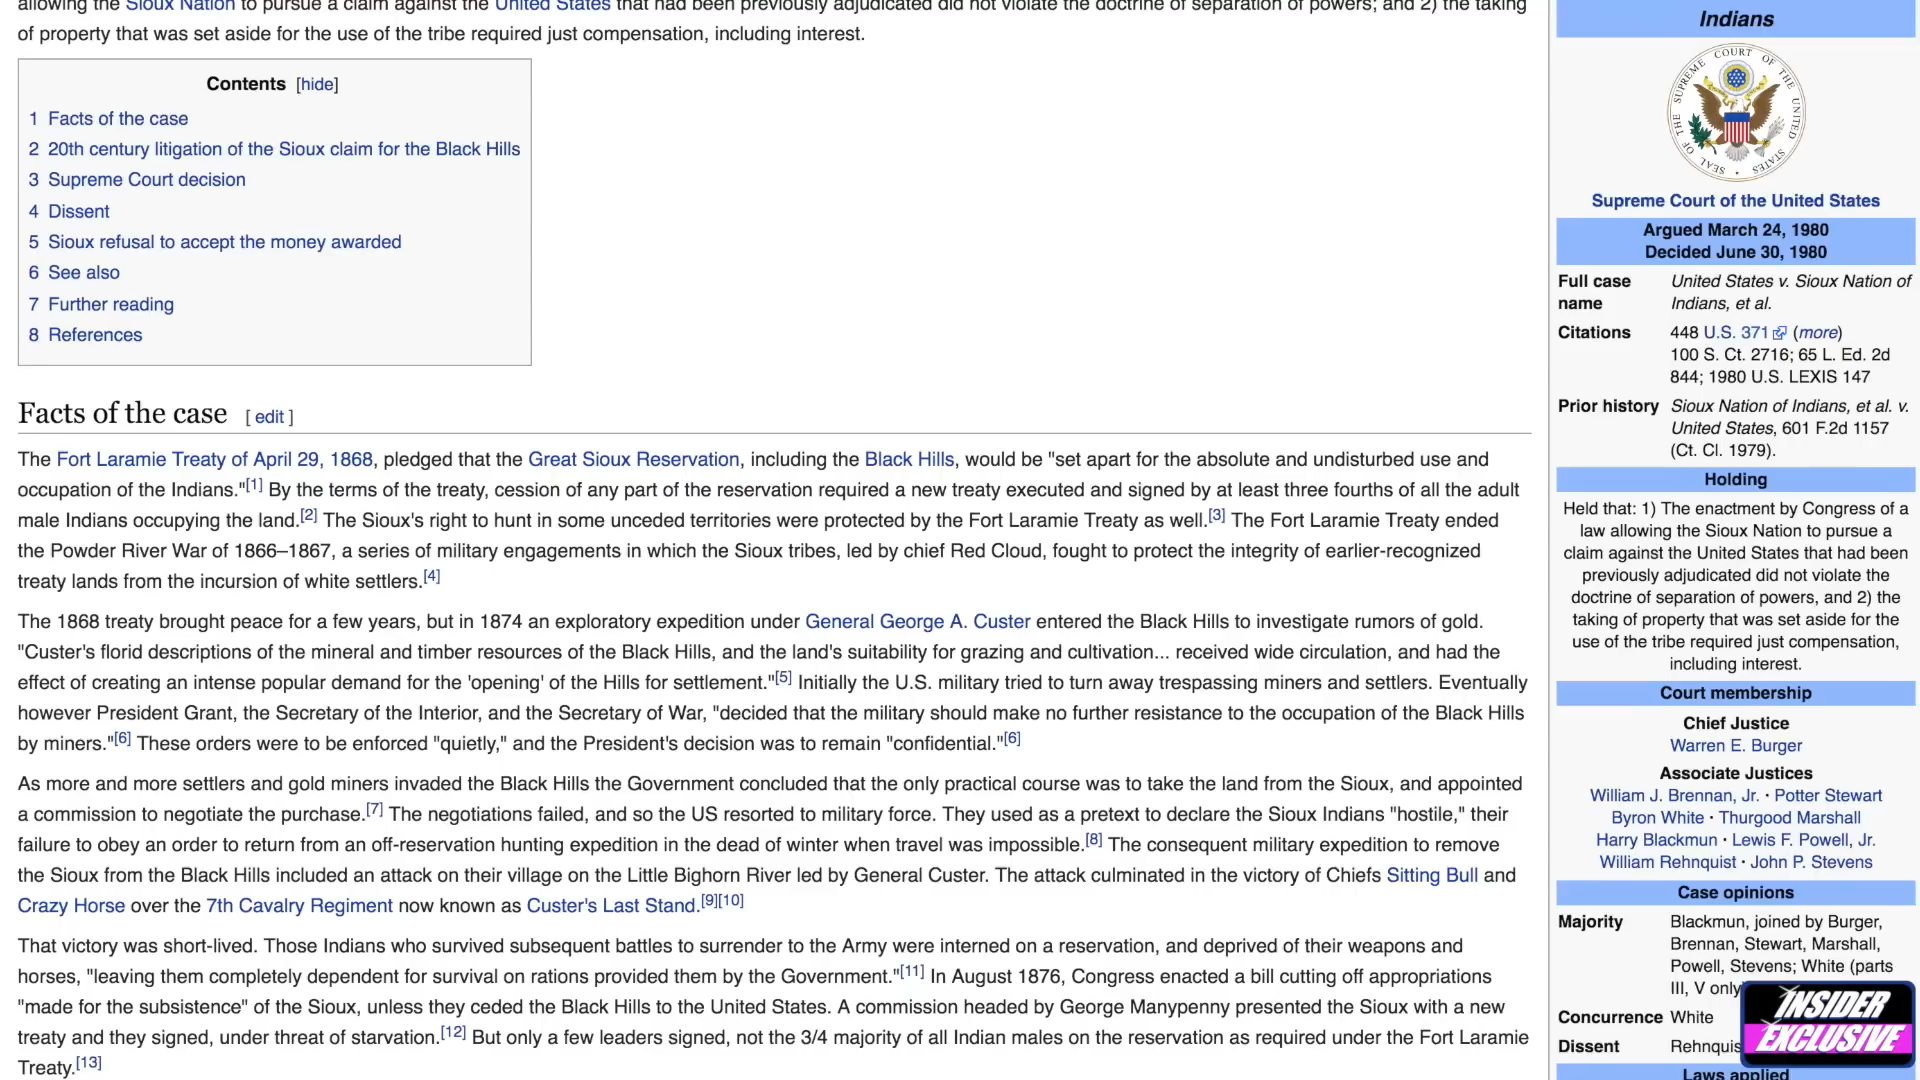 allowing the Sioux Nation to pursue a claim against the United States that had been previously adjudicated did not violate the doctrine of separation of powers; and 2) the taking
of property that was set aside for the use of the tribe required just compensation, including interest.
Contents [hide]
1 Facts of the case
2 20th century litigation of the Sioux claim for the Black Hills
3 Supreme Court decision
4 Dissent
5 Sioux refusal to accept the money awarded
6 See also
7 Further reading
8 References
Facts of the case [ edit ]
The Fort Laramie Treaty of April 29, 1868, pledged that the Great Sioux Reservation, including the Black Hills, would be "set apart for the absolute and undisturbed use and
occupation of the Indians."[1] By the terms of the treaty, cession of any part of the reservation required a new treaty executed and signed by at least three fourths of all the adult
male Indians occupying the land.[2] The Sioux's right to hunt in some unceded territories were protected by the Fort Laramie Treaty as well.[3] The Fort Laramie Treaty ended
the Powder River War of 1866–1867, a series of military engagements in which the Sioux tribes, led by chief Red Cloud, fought to protect the integrity of earlier-recognized
treaty lands from the incursion of white settlers.[4]
The 1868 treaty brought peace for a few years, but in 1874 an exploratory expedition under General George A. Custer entered the Black Hills to investigate rumors of gold.
"Custer's florid descriptions of the mineral and timber resources of the Black Hills, and the land's suitability for grazing and cultivation... received wide circulation, and had the
effect of creating an intense popular demand for the 'opening' of the Hills for settlement."[5] Initially the U.S. military tried to turn away trespassing miners and settlers. Eventually
however President Grant, the Secretary of the Interior, and the Secretary of War, "decided that the military should make no further resistance to the occupation of the Black Hills
by miners."[6] These orders were to be enforced "quietly," and the President's decision was to remain "confidential."[6]
As more and more settlers and gold miners invaded the Black Hills the Government concluded that the only practical course was to take the land from the Sioux, and appointed
a commission to negotiate the purchase.[7] The negotiations failed, and so the US resorted to military force. They used as a pretext to declare the Sioux Indians "hostile," their
failure to obey an order to return from an off-reservation hunting expedition in the dead of winter when travel was impossible.[8] The consequent military expedition to remove
the Sioux from the Black Hills included an attack on their village on the Little Bighorn River led by General Custer. The attack culminated in the victory of Chiefs Sitting Bull and
Crazy Horse over the 7th Cavalry Regiment now known as Custer's Last Stand.[9][10]
That victory was short-lived. Those Indians who survived subsequent battles to surrender to the Army were interned on a reservation, and deprived of their weapons and
horses, "leaving them completely dependent for survival on rations provided them by the Government."[11] In August 1876, Congress enacted a bill cutting off appropriations
"made for the subsistence" of the Sioux, unless they ceded the Black Hills to the United States. A commission headed by George Manypenny presented the Sioux with a new
treaty and they signed, under threat of starvation.[12] But only a few leaders signed, not the 3/4 majority of all Indian males on the reservation as required under the Fort Laramie
Treaty.[13]
Indians
SEAL OF THE SUPREME COURT OF THE UNITED STATES
Supreme Court of the United States
Argued March 24, 1980
Decided June 30, 1980
Full case name United States v. Sioux Nation of
Indians, et al.
Citations 448 U.S. 371 (more)
100 S. Ct. 2716; 65 L. Ed. 2d
844; 1980 U.S. LEXIS 147
Prior history Sioux Nation of Indians, et al. v.
United States, 601 F.2d 1157
(Ct. Cl. 1979).
Holding
Held that: 1) The enactment by Congress of a
law allowing the Sioux Nation to pursue a
claim against the United States that had been
previously adjudicated did not violate the
doctrine of separation of powers, and 2) the
taking of property that was set aside for the
use of the tribe required just compensation,
including interest.
Court membership
Chief Justice
Warren E. Burger
Associate Justices
William J. Brennan, Jr. · Potter Stewart
Byron White · Thurgood Marshall
Harry Blackmun · Lewis F. Powell, Jr.
William Rehnquist · John P. Stevens
Case opinions
Majority Blackmun, joined by Burger,
Brennan, Stewart, Marshall,
Powell, Stevens; White (parts
III, V only
Concurrence White
Dissent Rehnquis
Laws applied
INSIDER
EXCLUSIVE